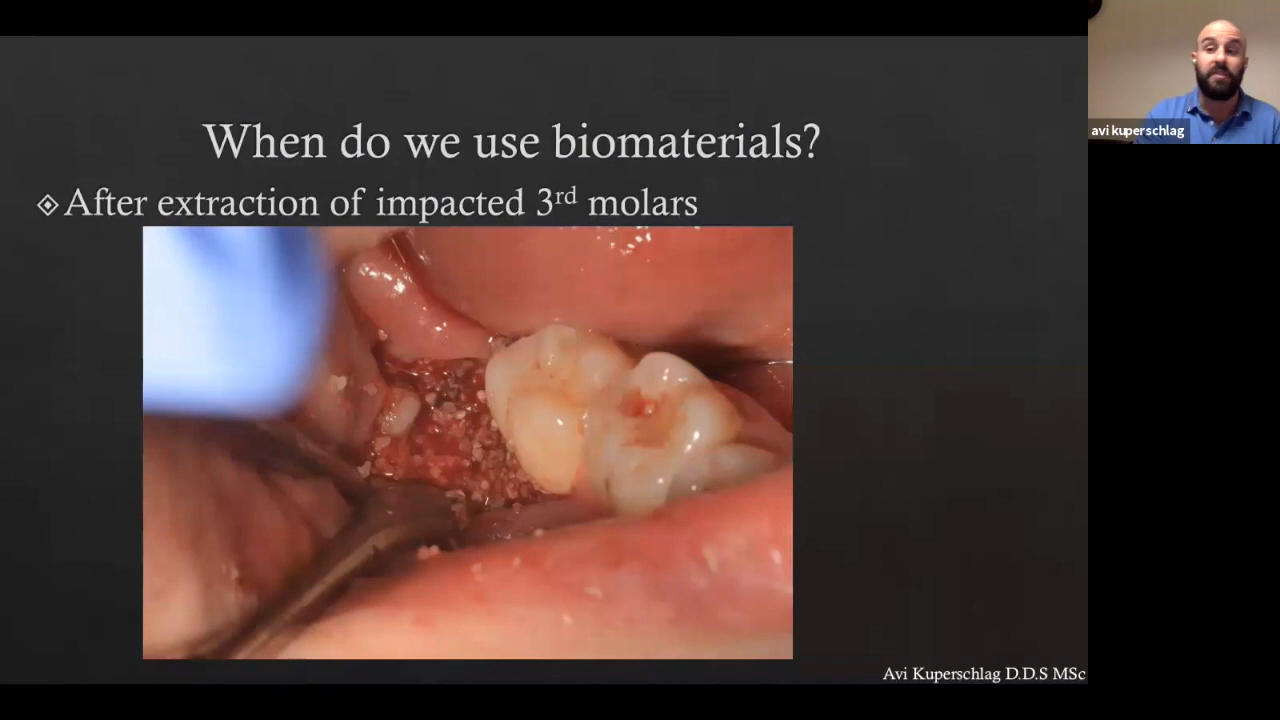 When do we use biomaterials?
After extraction of impacted 3rd molars
Avi Kuperschlag D.D.S MSc
avi kuperschlag